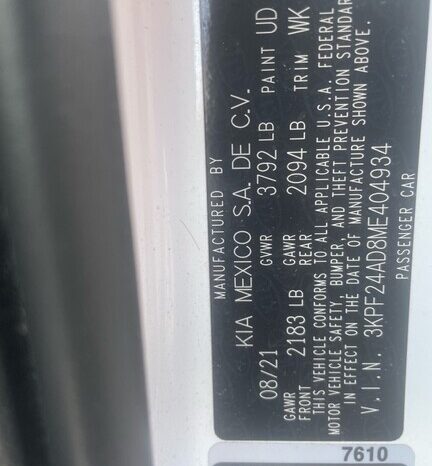 MANUFACTURED BY
KIA MEXICO S.A. DE C.V.
08/21 GVWR 3792 LB PAINT UD
GAWR FRONT 2183 LB GAWR REAR 2094 LB TRIM WK
THIS VEHICLE CONFORMS TO ALL APPLICABLE U.S.A. FEDERAL
MOTOR VEHICLE SAFETY, BUMPER, AND THEFT PREVENTION STANDAR
IN EFFECT ON THE DATE OF MANUFACTURE SHOWN ABOVE.
V.I.N. 3KPF24AD8ME404934
PASSENGER CAR
7610